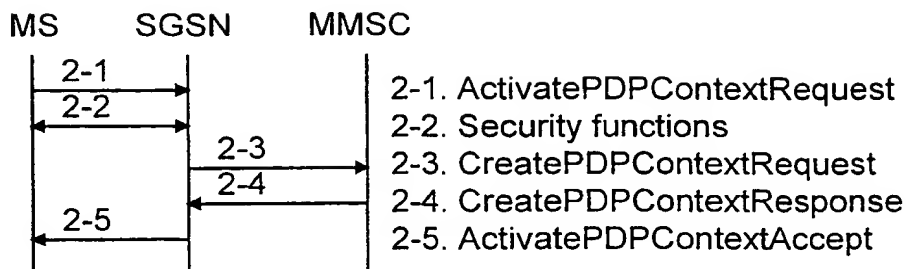 MS SGSN MMSC
2-1
2-2
2-3
2-4
2-5
2-1. ActivatePDPContextRequest
2-2. Security functions
2-3. CreatePDPContextRequest
2-4. CreatePDPContextResponse
2-5. ActivatePDPContextAccept